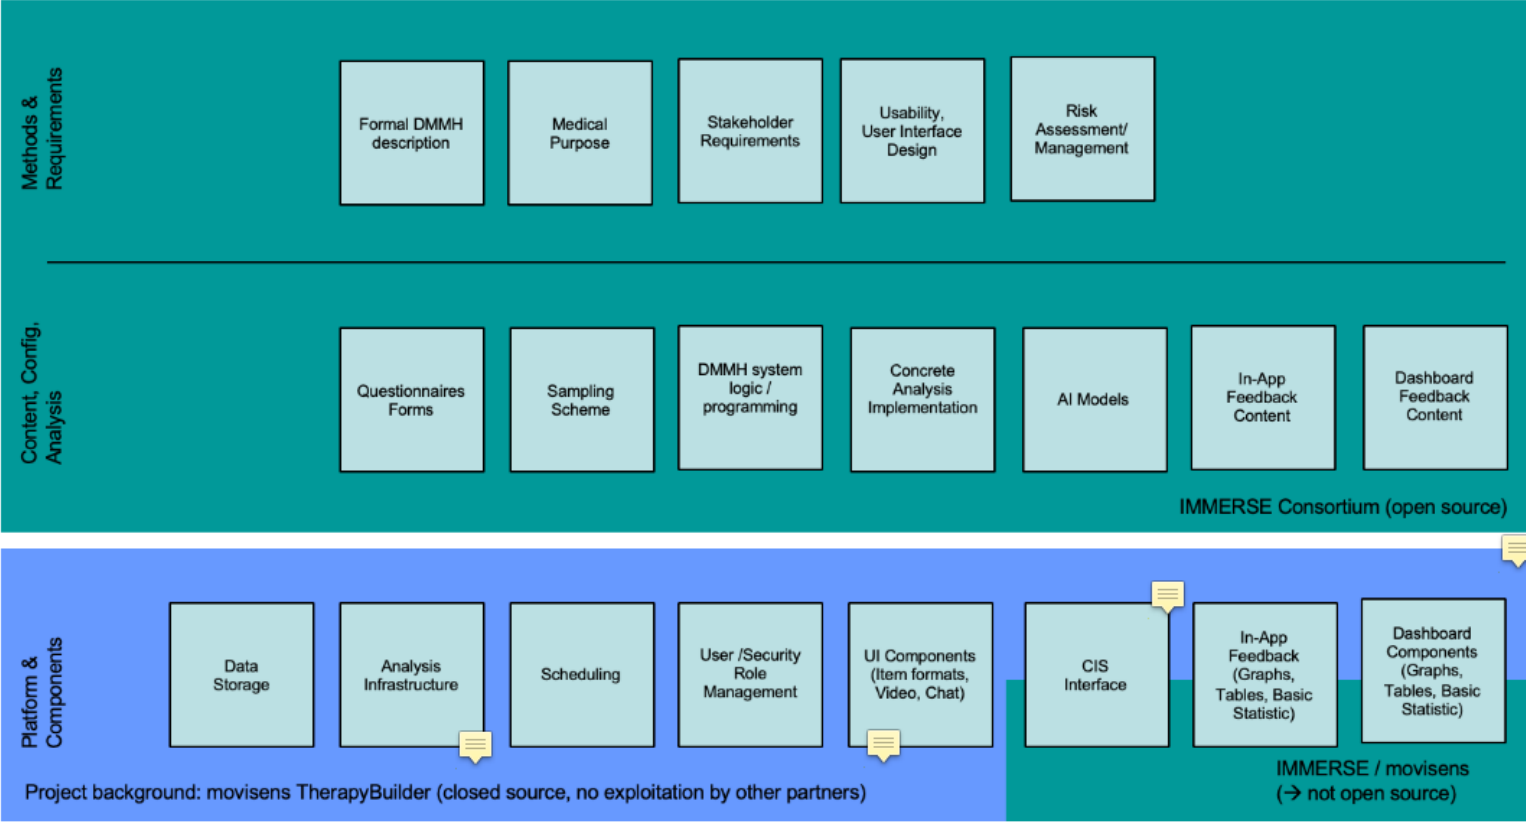 Methods &
Requirements
Formal DMMH
description
Medical
Purpose
Stakeholder
Requirements
Usability,
User Interface
Design
Risk
Assessment/
Management
Content, Config,
Analysis
Questionnaires
Forms
Sampling
Scheme
DMMH system
logic /
programming
Concrete
Analysis
Implementation
AI Models
In-App
Feedback
Content
Dashboard
Feedback
Content
IMMERSE Consortium (open source)
Platform &
Components
Data
Storage
Analysis
Infrastructure
Scheduling
User /Security
Role
Management
UI Components
(Item formats,
Video, Chat)
CIS
Interface
In-App
Feedback
(Graphs,
Tables, Basic
Statistic)
Dashboard
Components
(Graphs,
Tables, Basic
Statistic)
Project background: movisens TherapyBuilder (closed source, no exploitation by other partners)
IMMERSE / movisens
(→ not open source)